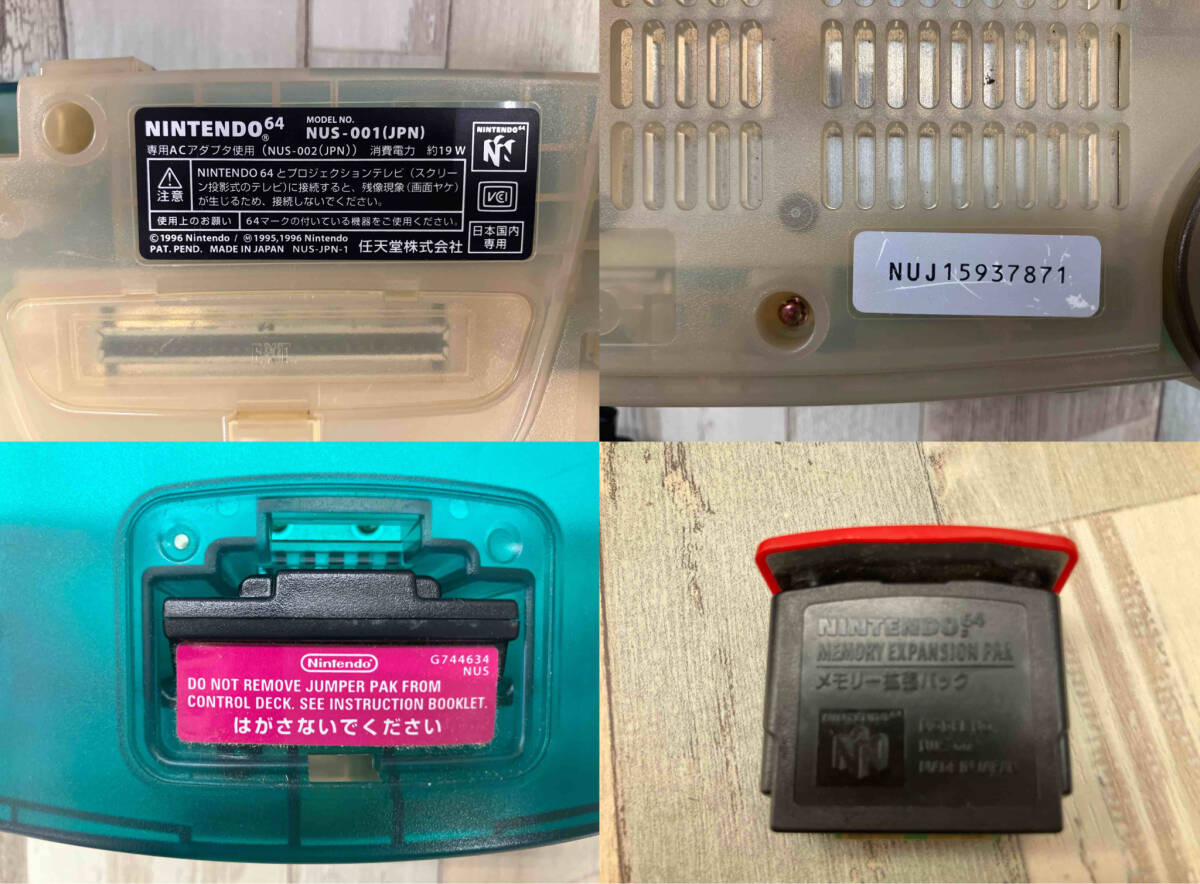 NINTENDO64®
MODEL NO.
NUS-001(JPN)
専用ACアダプタ使用 (NUS-002(JPN)) 消費電力 約19W
注意
NINTENDO 64 とプロジェクションテレビ (スクリー
ン投影式のテレビ)に接続すると、残像現象 (画面ヤケ)
が生じるため、接続しないでください。
使用上のお願い
64マークの付いている機器をご使用ください。
©1996 Nintendo / Ⓜ1995,1996 Nintendo
PAT. PEND. MADE IN JAPAN NUS-JPN-1
任天堂株式会社
NINTENDO64
VCI
日本国内
専用
EXT.
NUJ15937871
Nintendo®
G744634
NUS
DO NOT REMOVE JUMPER PAK FROM
CONTROL DECK. SEE INSTRUCTION BOOKLET.
はがさないでください
NINTENDO64
MEMORY EXPANSION PAK
メモリー拡張パック
NINTENDO64
MADE IN JAPAN